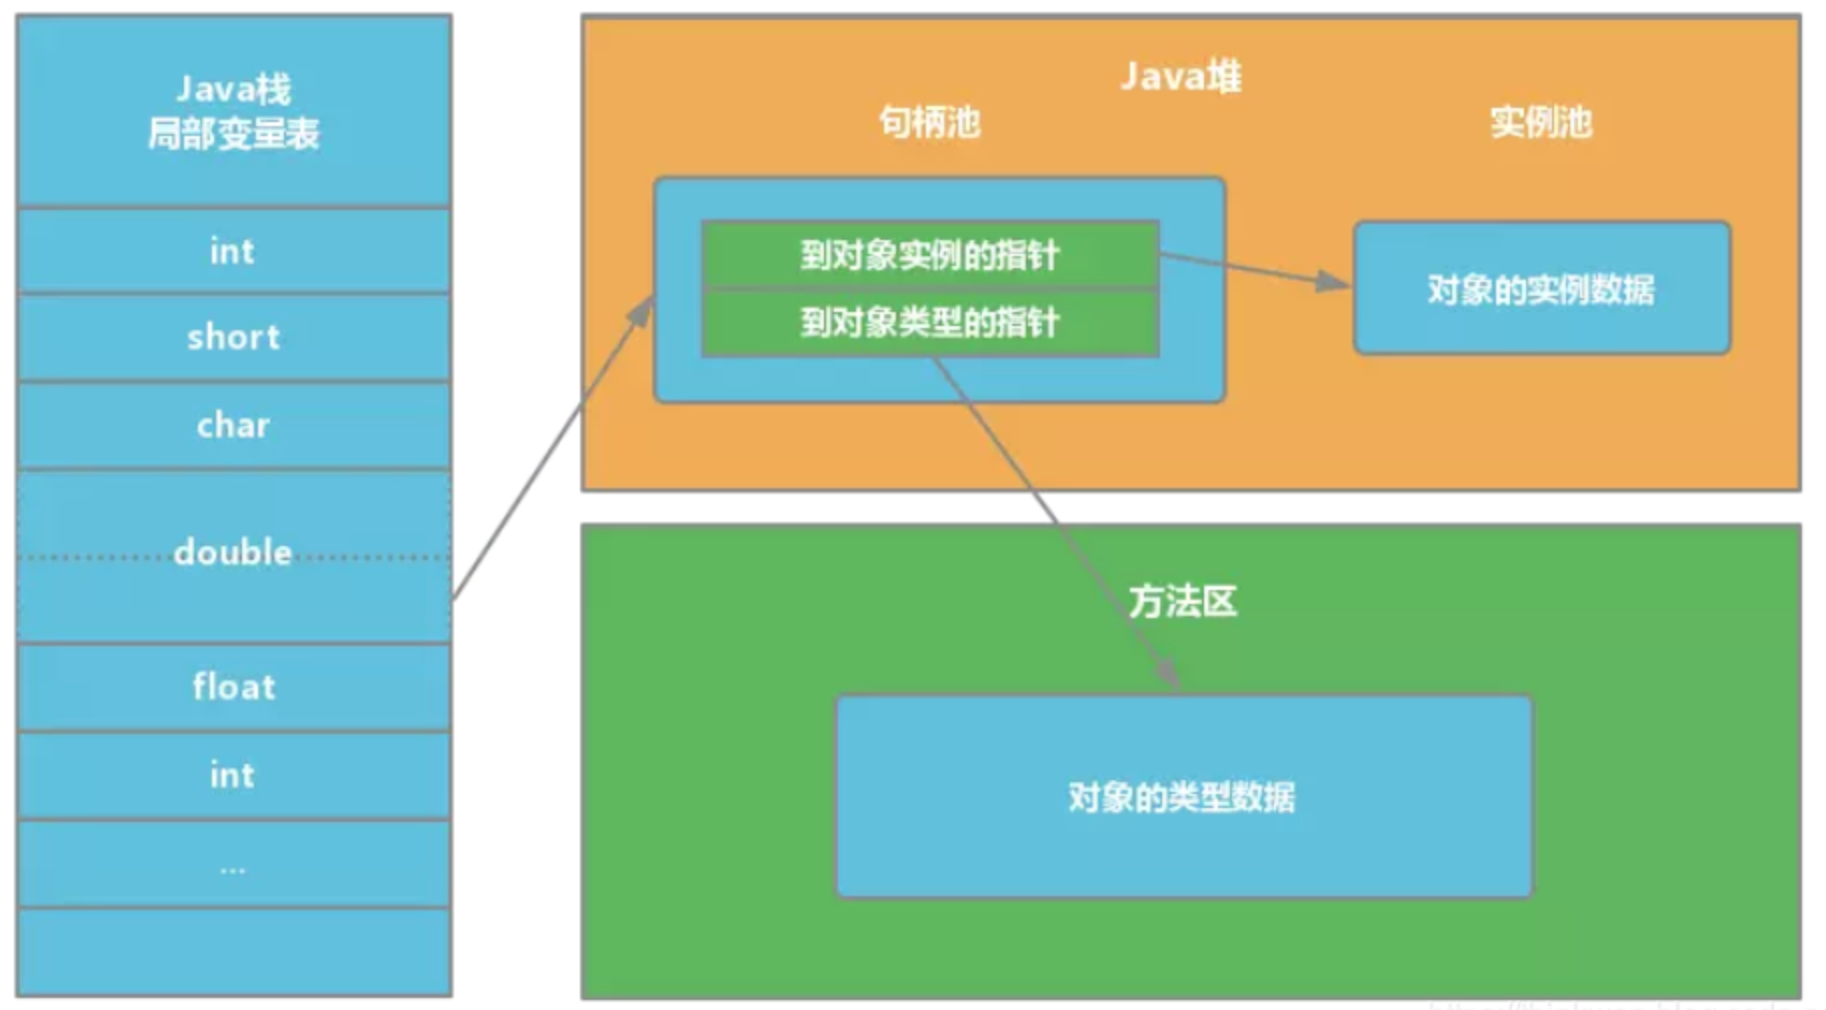 Java栈
局部变量表
int
short
char
double
float
int
...
Java堆
句柄池
实例池
到对象实例的指针
到对象类型的指针
对象的实例数据
方法区
对象的类型数据